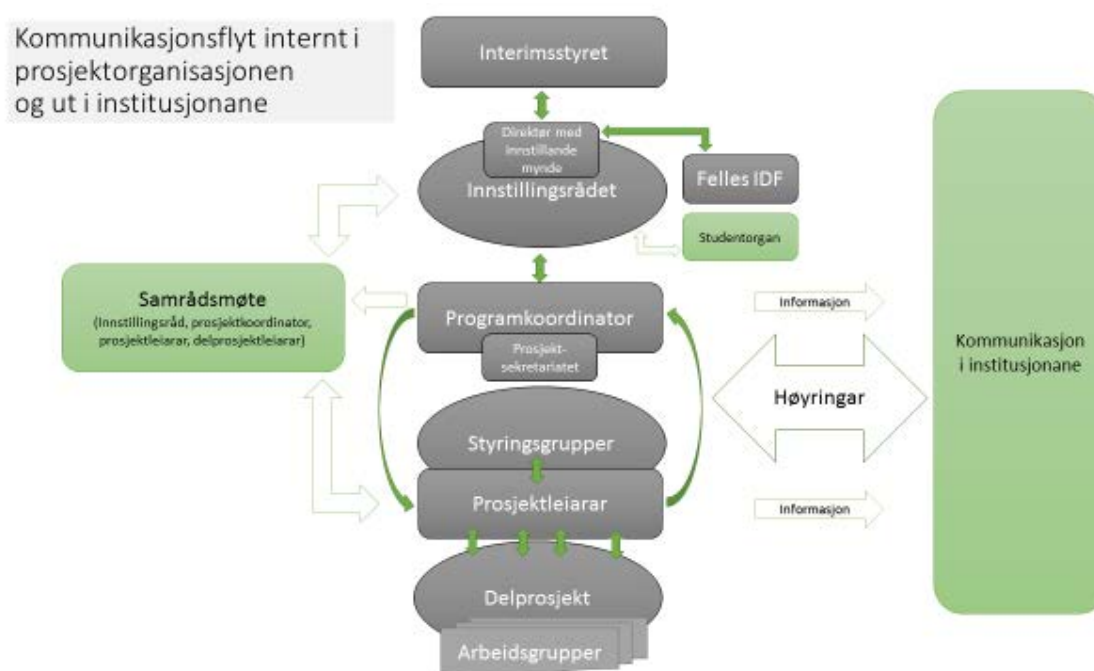 Kommunikasjonsflyt internt i
prosjektorganisasjonen
og ut i institusjonane
Interimsstyret
Direktør med
innstillande
mynde
Innstillingsrådet
Felles IDF
Studentorgan
Samrådsmøte
(Innstillingsråd, prosjektkoordinator,
prosjektleiarar, delprosjektleiarar)
Programkoordinator
Prosjekt-
sekretariatet
Informasjon
Høyringar
Informasjon
Kommunikasjon
i institusjonane
Styringsgrupper
Prosjektleiarar
Delprosjekt
Arbeidsgrupper